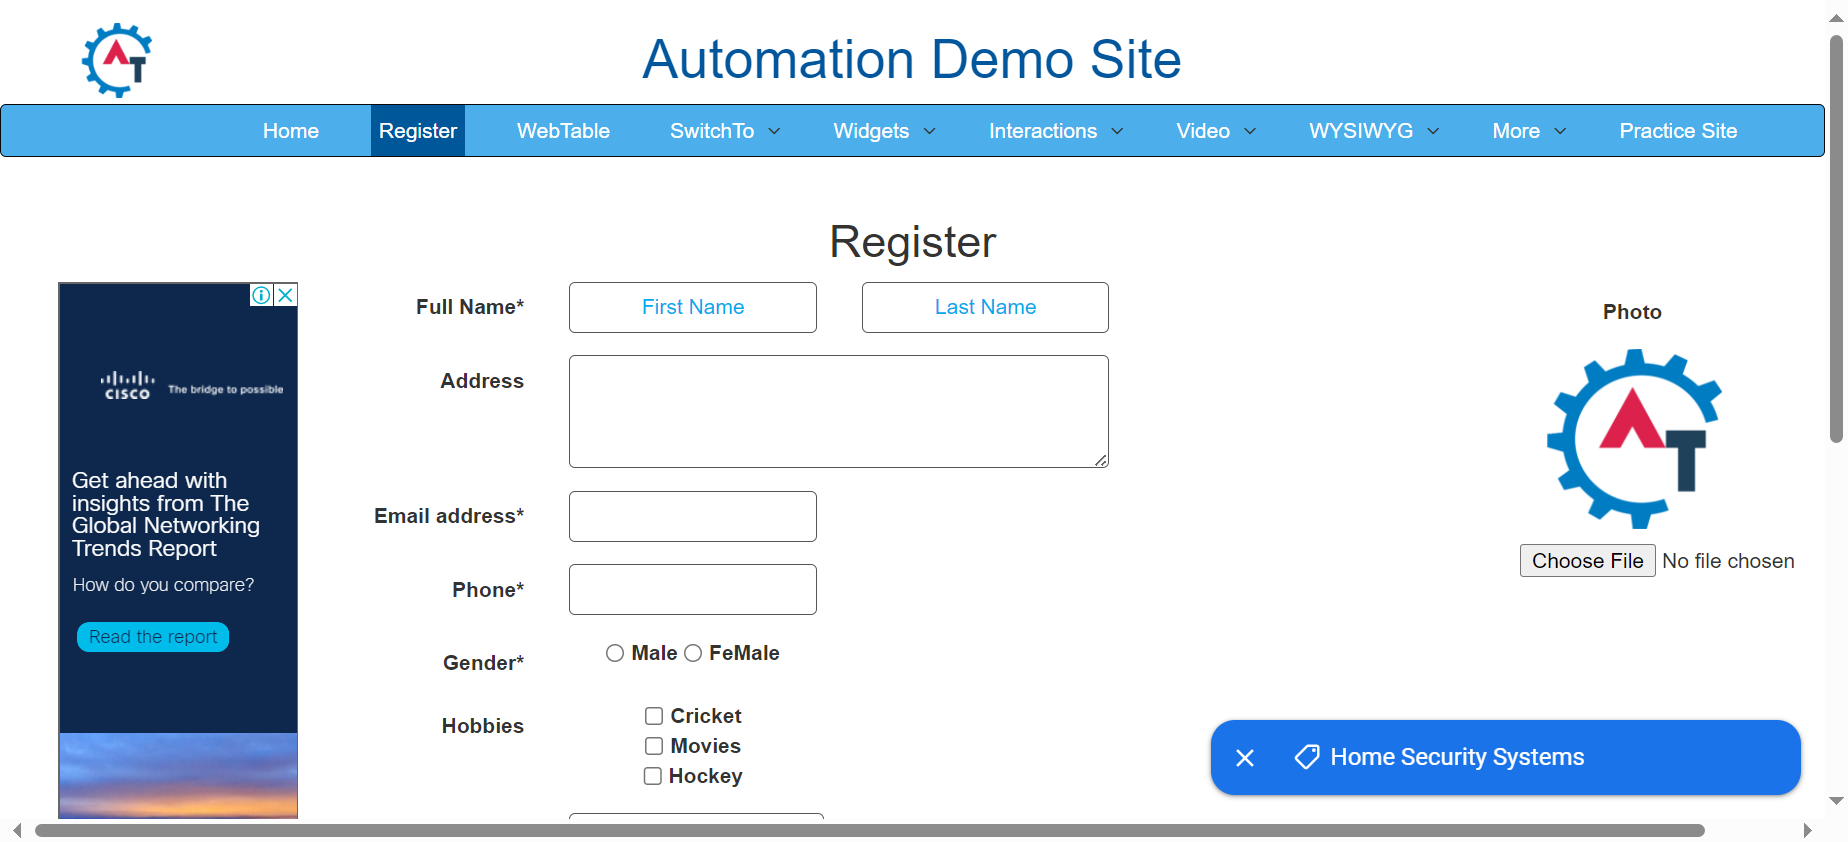 AT
Automation Demo Site
Home Register WebTable SwitchTo Widgets Interactions Video WYSIWYG More Practice Site
Register
CISCO The bridge to possible
Get ahead with
insights from The
Global Networking
Trends Report
How do you compare?
Read the report
Full Name* First Name Last Name
Address
Email address*
Phone*
Gender* Male FeMale
Hobbies Cricket
Movies
Hockey
Photo
AT
Choose File No file chosen
Home Security Systems